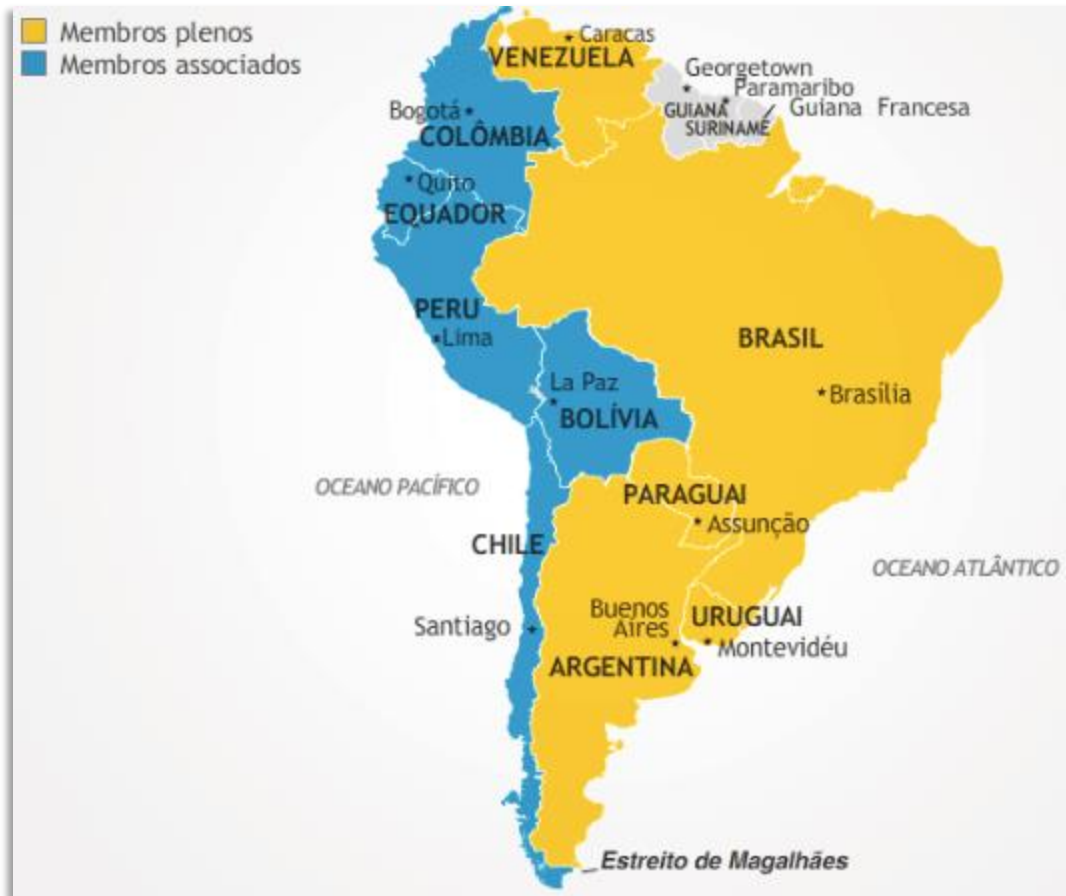 Membros plenos
Membros associados
Caracas
VENEZUELA
Georgetown
Paramaribo
Guiana Francesa
GUIANA
SURINAME
Bogotá
COLÔMBIA
Quito
EQUADOR
PERU
Lima
BRASIL
Brasília
La Paz
BOLÍVIA
OCEANO PACÍFICO
PARAGUAI
Assunção
CHILE
OCEANO ATLÂNTICO
Buenos
Aires
URUGUAI
Santiago
Montevidéu
ARGENTINA
Estreito de Magalhães